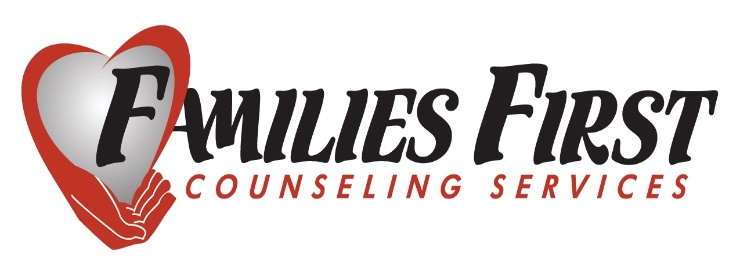 FAMILIES FIRST
COUNSELING SERVICES